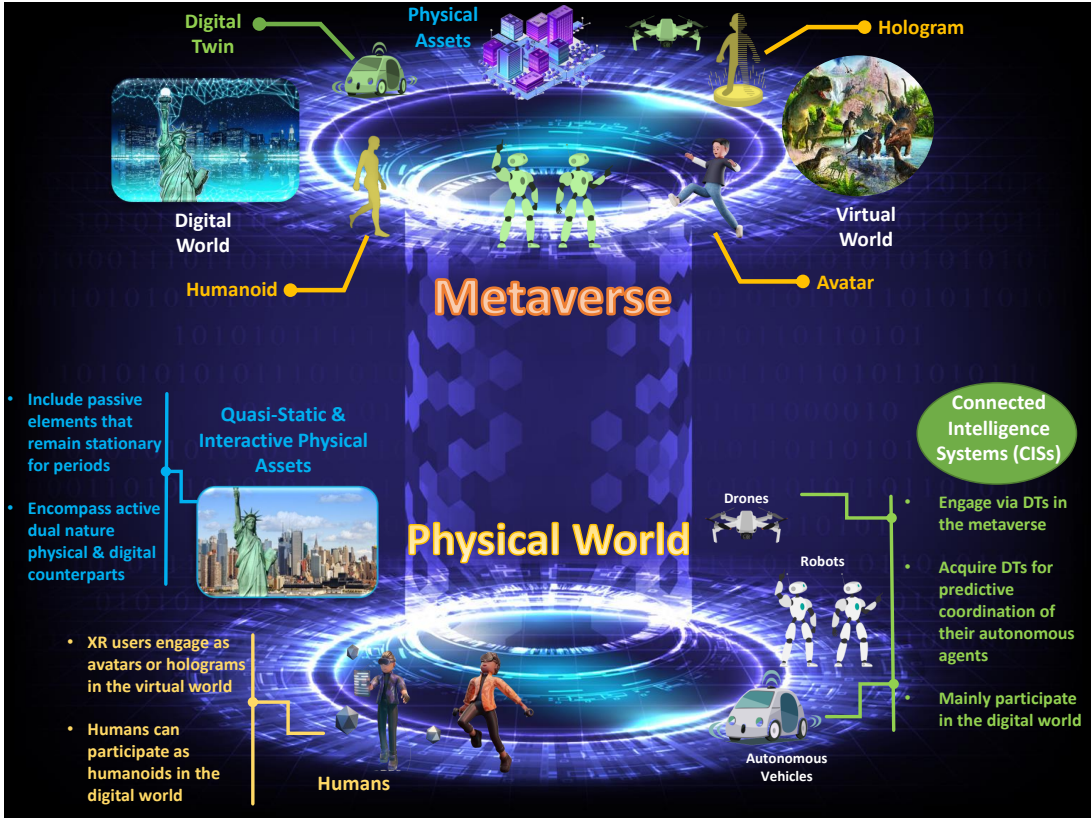 Digital
Twin
Physical
Assets
Hologram
Digital
World
Virtual
World
Humanoid
Avatar
Metaverse
• Include passive
elements that
remain stationary
for periods
• Encompass active
dual nature
physical & digital
counterparts
Quasi-Static &
Interactive Physical
Assets
Connected
Intelligence
Systems (CISs)
Drones
• Engage via DTs in
the metaverse
Physical World
Robots
• Acquire DTs for
predictive
coordination of
their autonomous
agents
• Mainly participate
in the digital world
• XR users engage as
avatars or holograms
in the virtual world
• Humans can
participate as
humanoids in the
digital world
Humans
Autonomous
Vehicles